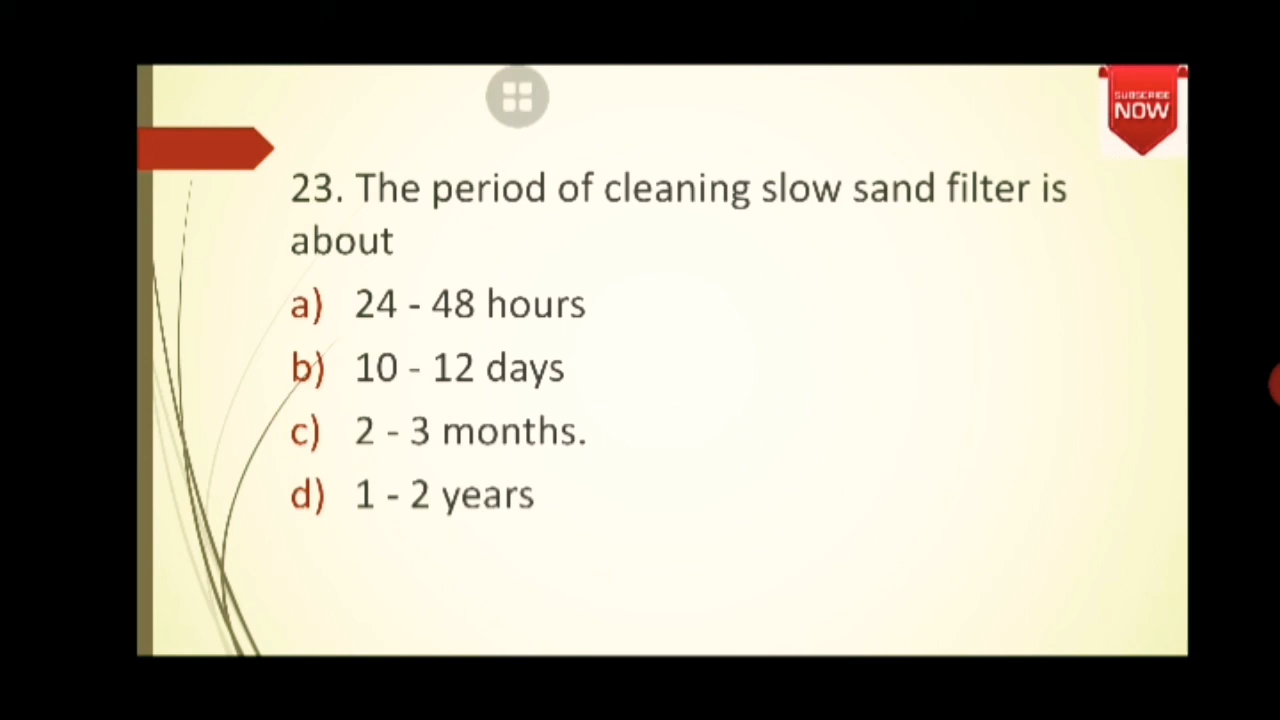 SUBSCRIBE
NOW
23. The period of cleaning slow sand filter is
about
a) 24 - 48 hours
b) 10 - 12 days
c) 2 - 3 months.
d) 1 - 2 years